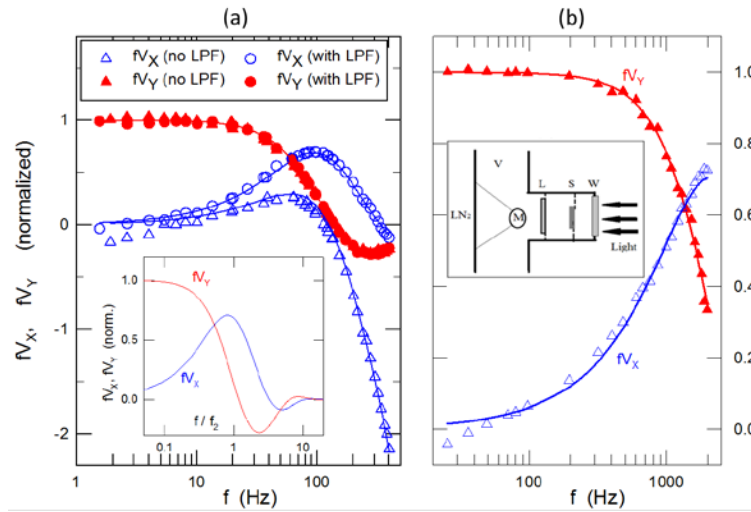 (a)
(b)
fVX (no LPF) fVX (with LPF)
fVY (no LPF) fVY (with LPF)
fVX, fVY (normalized)
1
0
-1
-2
fVX, fVY (norm.)
1.0
0.5
0.0
fVY
fVX
0.1 1 10
f / f2
1 10 100
f (Hz)
fVY
V
L S W
LN2
M
Light
fVX
1.0
0.8
0.6
0.4
0.2
0.0
100 1000
f (Hz)